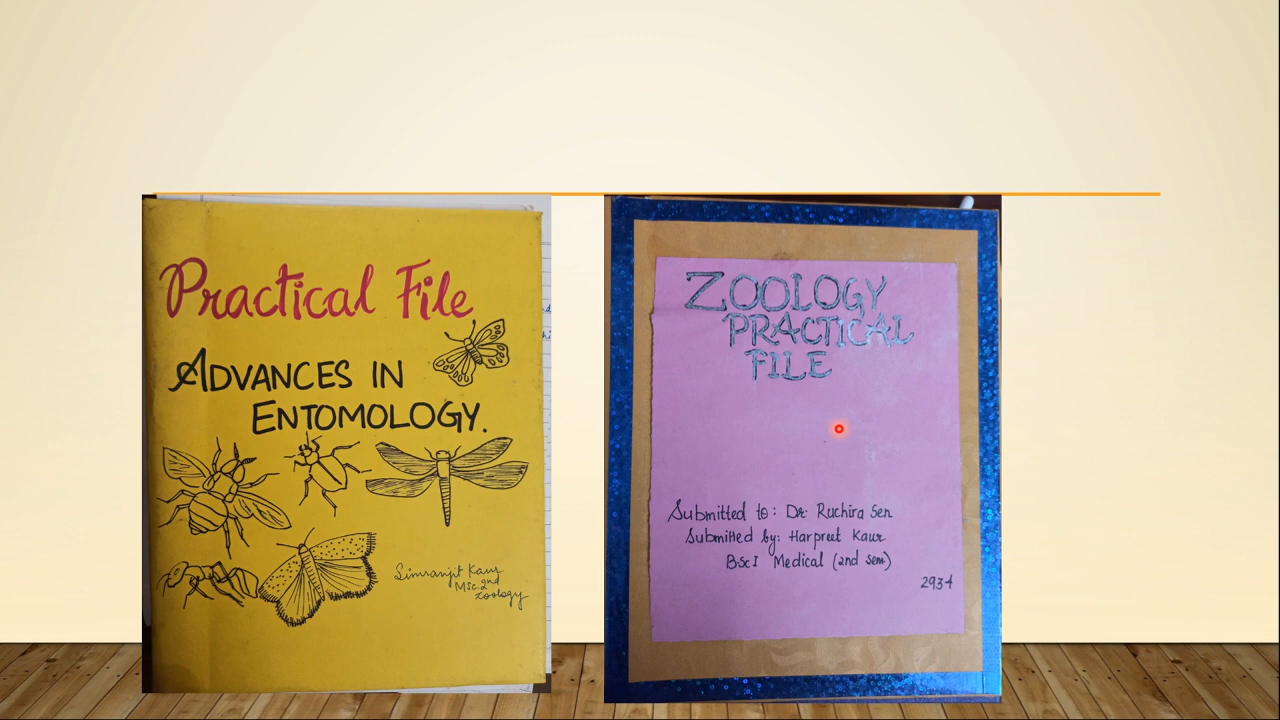 Practical File
ADVANCES IN
ENTOMOLOGY.
Simranjit Kaur
MSc 2nd
Zoology
ZOOLOGY
PRACTICAL
FILE
Submitted to: Dr. Ruchira Sen
Submitted by: Harpreet Kaur
B.Sc I Medical (2nd sem)
2934